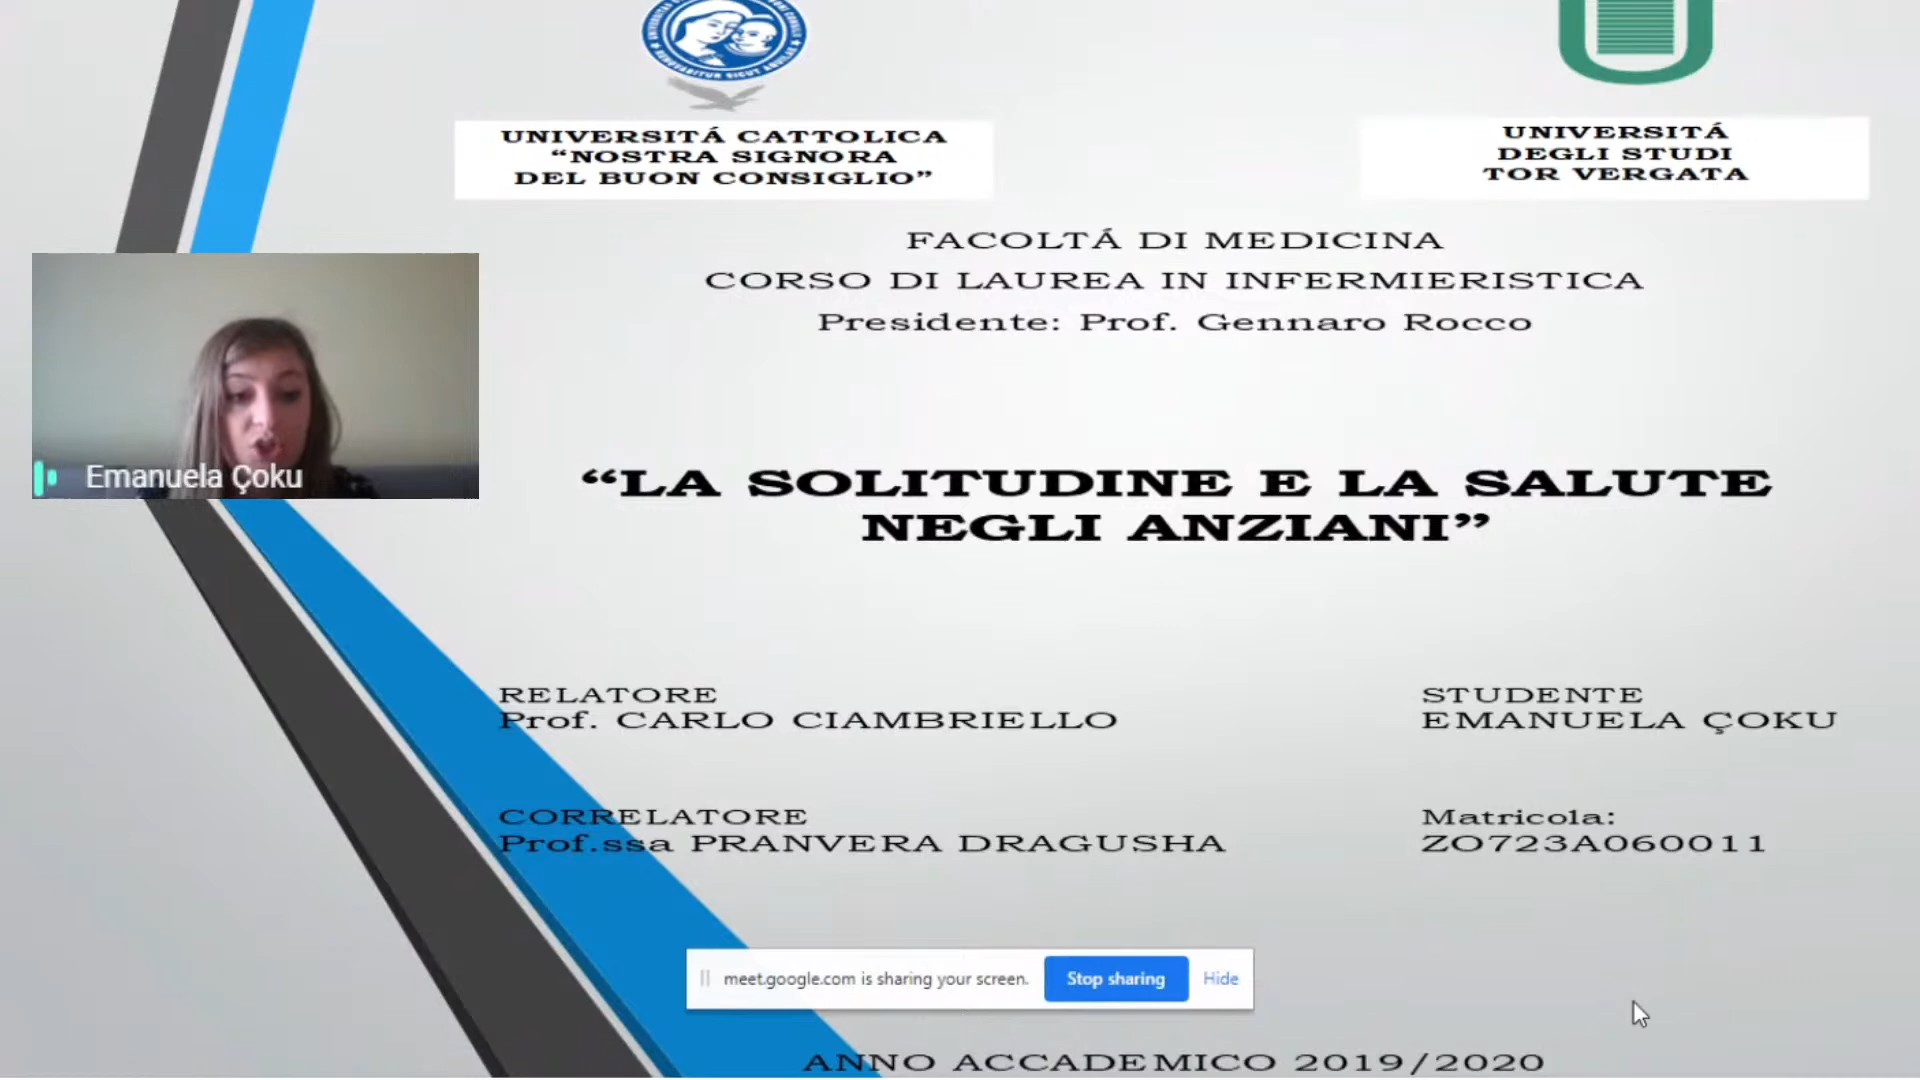 UNIVERSITÁ CATTOLICA
“NOSTRA SIGNORA
DEL BUON CONSIGLIO”
UNIVERSITÁ
DEGLI STUDI
TOR VERGATA
FACOLTÁ DI MEDICINA
CORSO DI LAUREA IN INFERMIERISTICA
Presidente: Prof. Gennaro Rocco
Emanuela Çoku
“LA SOLITUDINE E LA SALUTE
NEGLI ANZIANI”
RELATORE
Prof. CARLO CIAMBRIELLO
STUDENTE
EMANUELA ÇOKU
CORRELATORE
Prof.ssa PRANVERA DRAGUSHA
Matricola:
ZO723A060011
meet.google.com is sharing your screen.
Stop sharing
Hide
ANNO ACCADEMICO 2019/2020